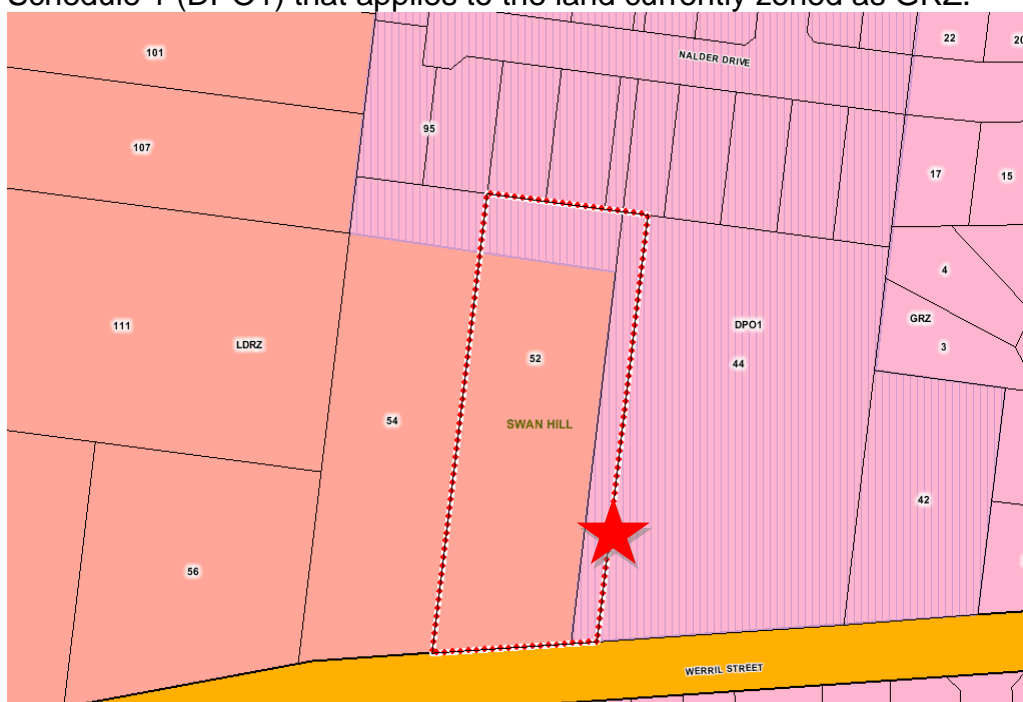 Schedule 1 (DPO1) that applies to the land currently zoned as GRZ.
101
22
20
NALDER DRIVE
95
107
17
15
4
111
LDRZ
DPO1
GRZ
3
52
44
54
SWAN HILL
42
56
WERRIL STREET